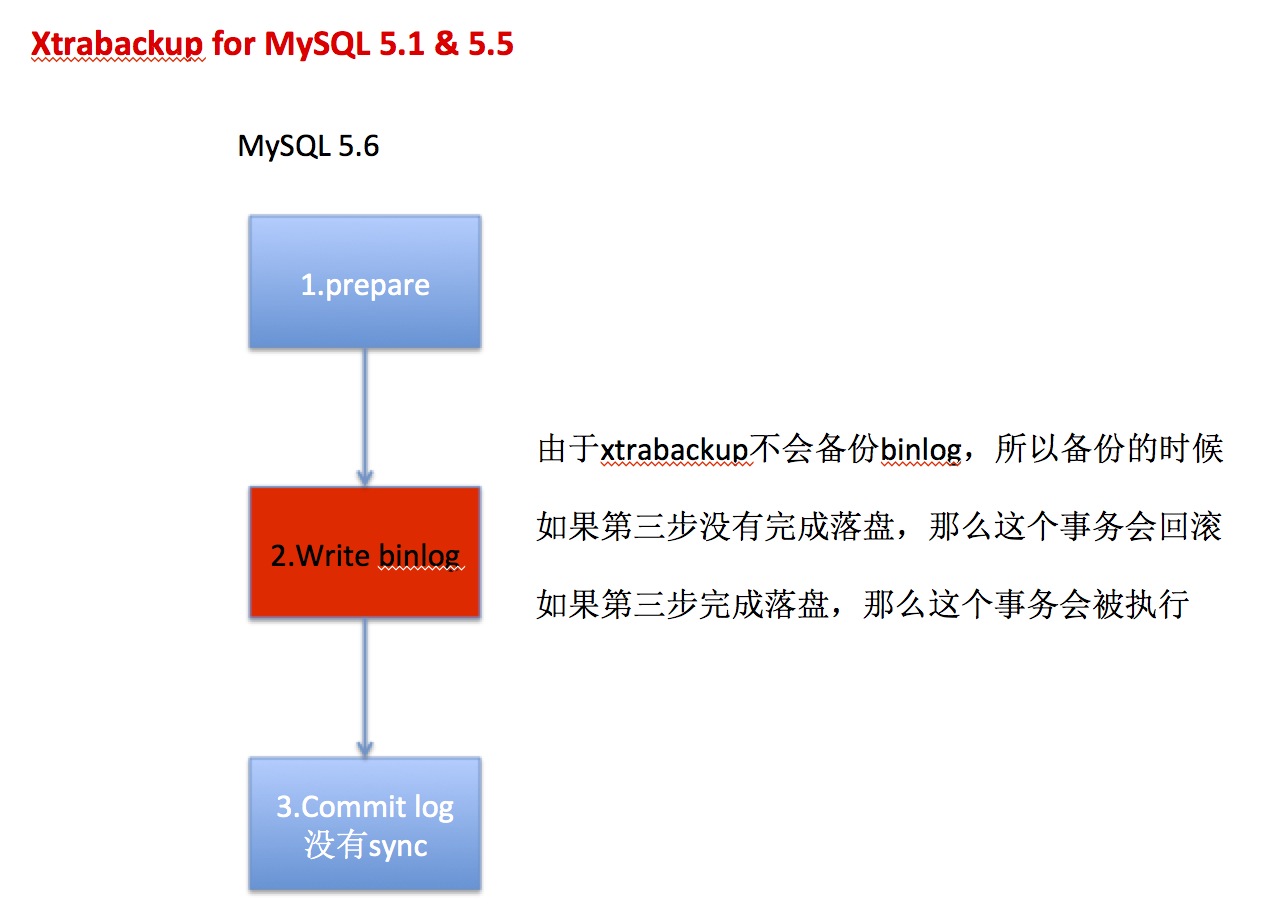 Xtrabackup for MySQL 5.1 & 5.5
MySQL 5.6
1.prepare
由于xtrabackup不会备份binlog，所以备份的时候
如果第三步没有完成落盘，那么这个事务会回滚
2.Write binlog
如果第三步完成落盘，那么这个事务会被执行
3.Commit log
没有sync